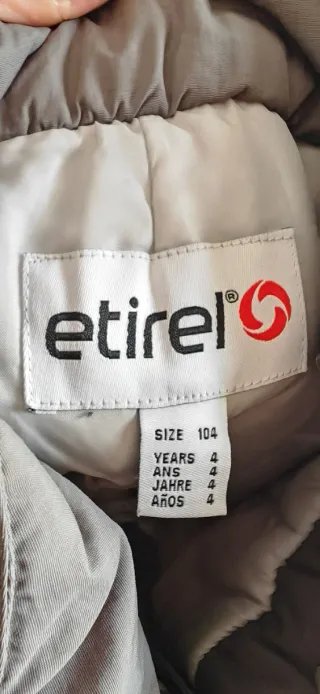 etirel®
SIZE 104
YEARS 4
ANS 4
JAHRE 4
AÑOS 4